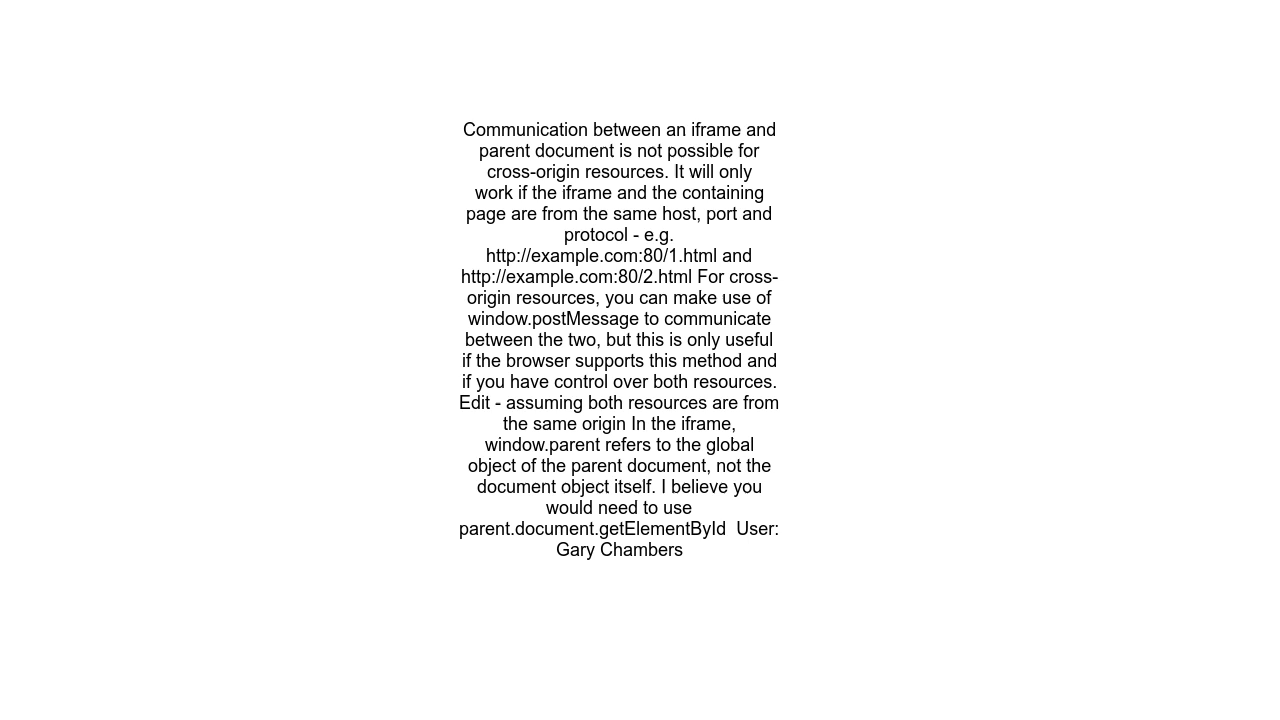 Communication between an iframe and
parent document is not possible for
cross-origin resources. It will only
work if the iframe and the containing
page are from the same host, port and
protocol - e.g.
http://example.com:80/1.html and
http://example.com:80/2.html For cross-
origin resources, you can make use of
window.postMessage to communicate
between the two, but this is only useful
if the browser supports this method and
if you have control over both resources.
Edit - assuming both resources are from
the same origin In the iframe,
window.parent refers to the global
object of the parent document, not the
document object itself. I believe you
would need to use
parent.document.getElementById  User:
Gary Chambers